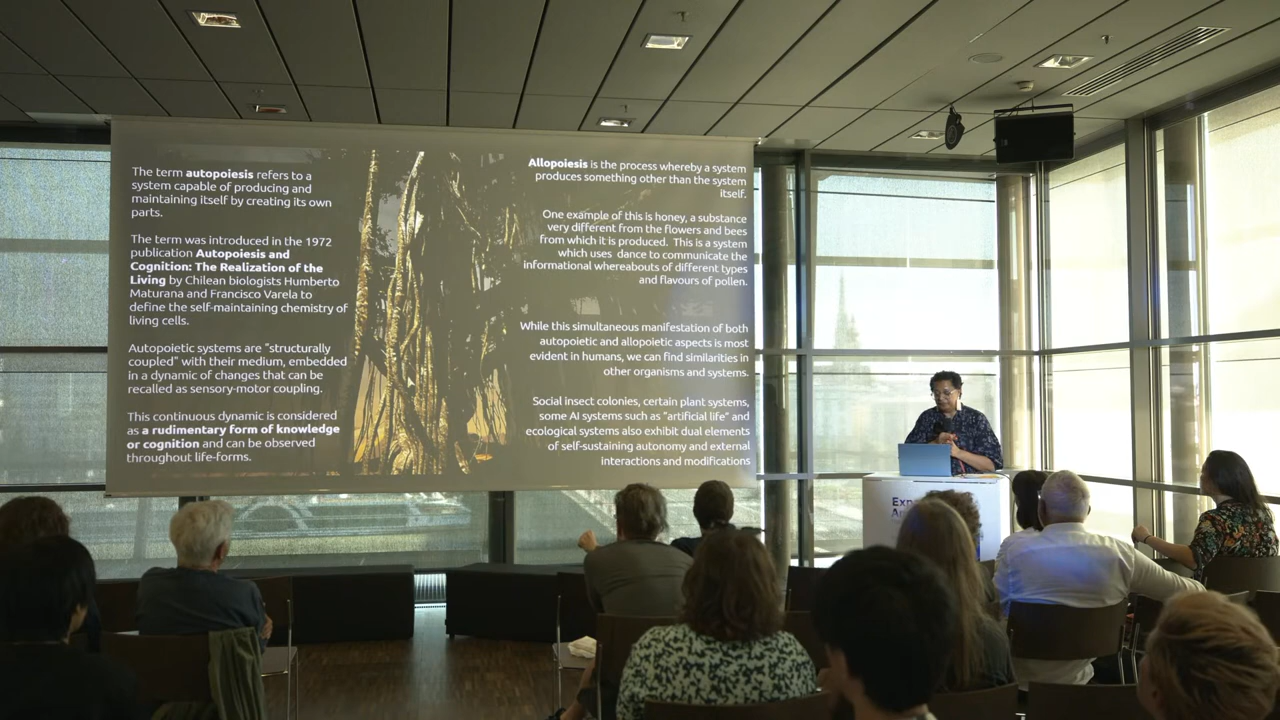 The term autopoiesis refers to a
system capable of producing and
maintaining itself by creating its own
parts.
The term was introduced in the 1972
publication Autopoiesis and
Cognition: The Realization of the
Living by Chilean biologists Humberto
Maturana and Francisco Varela to
define the self-maintaining chemistry of
living cells.
Autopoietic systems are “structurally
coupled” with their medium, embedded
in a dynamic of changes that can be
recalled as sensory-motor coupling.
This continuous dynamic is considered
as a rudimentary form of knowledge
or cognition and can be observed
throughout life-forms.
Allopoiesis is the process whereby a system
produces something other than the system
itself.
One example of this is honey, a substance
very different from the flowers and bees
from which it is produced. This is a system
which uses dance to communicate the
informational whereabouts of different types
and flavours of pollen.
While this simultaneous manifestation of both
autopoietic and allopoietic aspects is most
evident in humans, we can find similarities in
other organisms and systems.
Social insect colonies, certain plant systems,
some AI systems such as “artificial life” and
ecological systems also exhibit dual elements
of self-sustaining autonomy and external
interactions and modifications